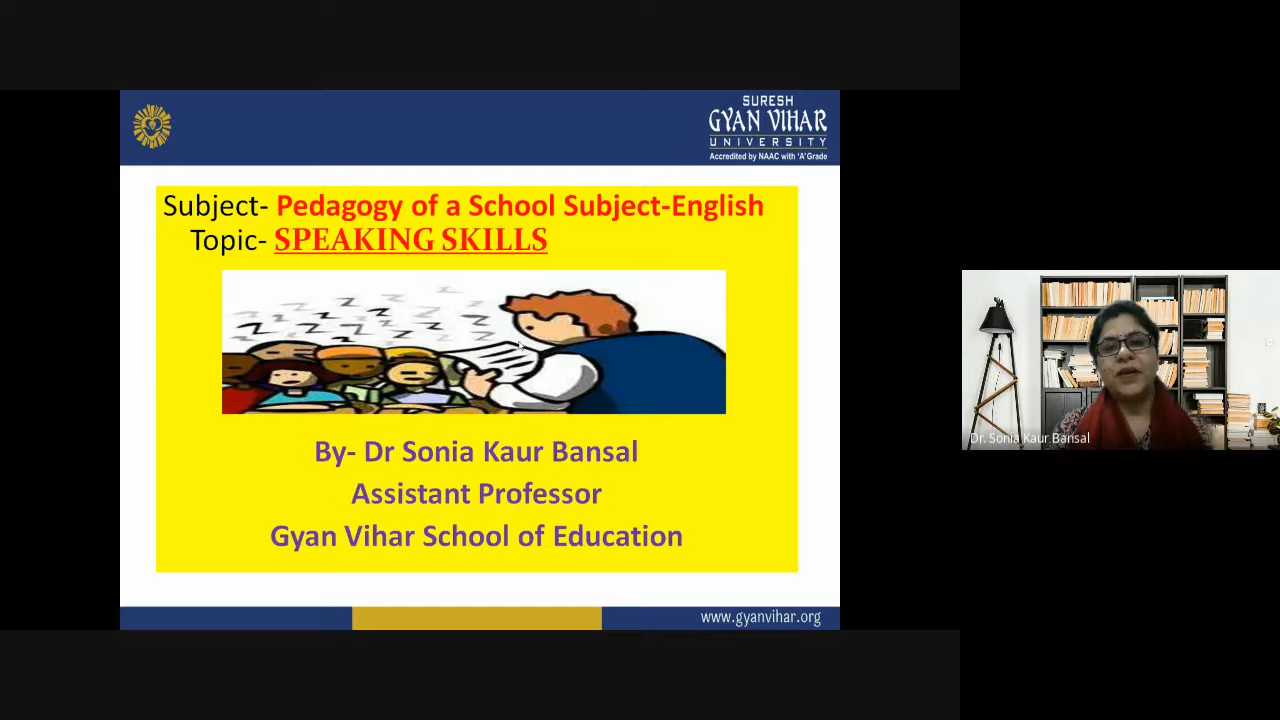 SURESH
GYAN VIHAR
UNIVERSITY
Accredited by NAAC with 'A' Grade
Subject- Pedagogy of a School Subject-English
Topic- SPEAKING SKILLS
By- Dr Sonia Kaur Bansal
Assistant Professor
Gyan Vihar School of Education
www.gyanvihar.org
Dr. Sonia Kaur Bansal